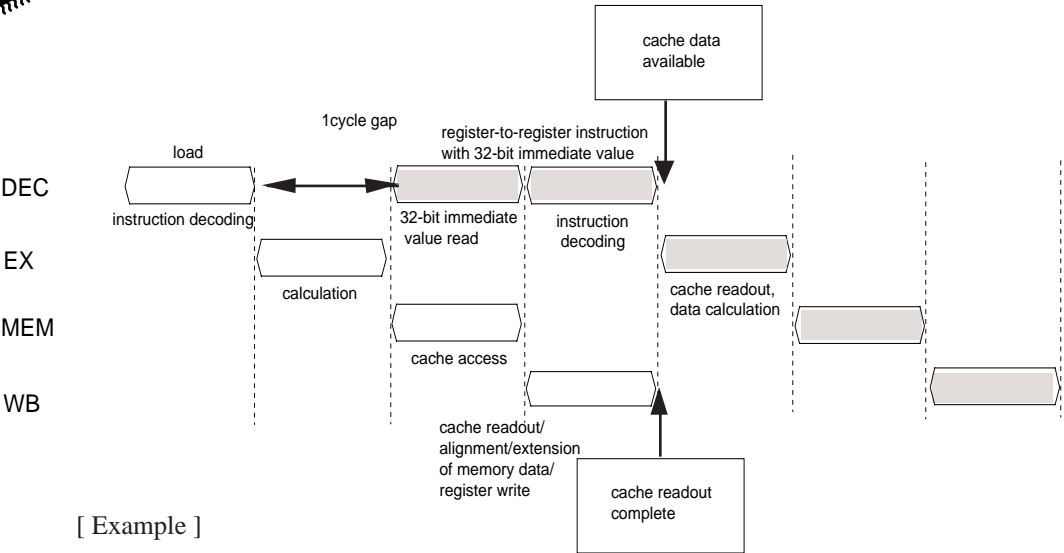 cache data
available
1cycle gap
register-to-register instruction
with 32-bit immediate value
load
DEC
instruction decoding
32-bit immediate
value read
instruction
decoding
EX
calculation
cache readout,
data calculation
MEM
cache access
WB
cache readout/
alignment/extension
of memory data/
register write
cache readout
complete
[ Example ]